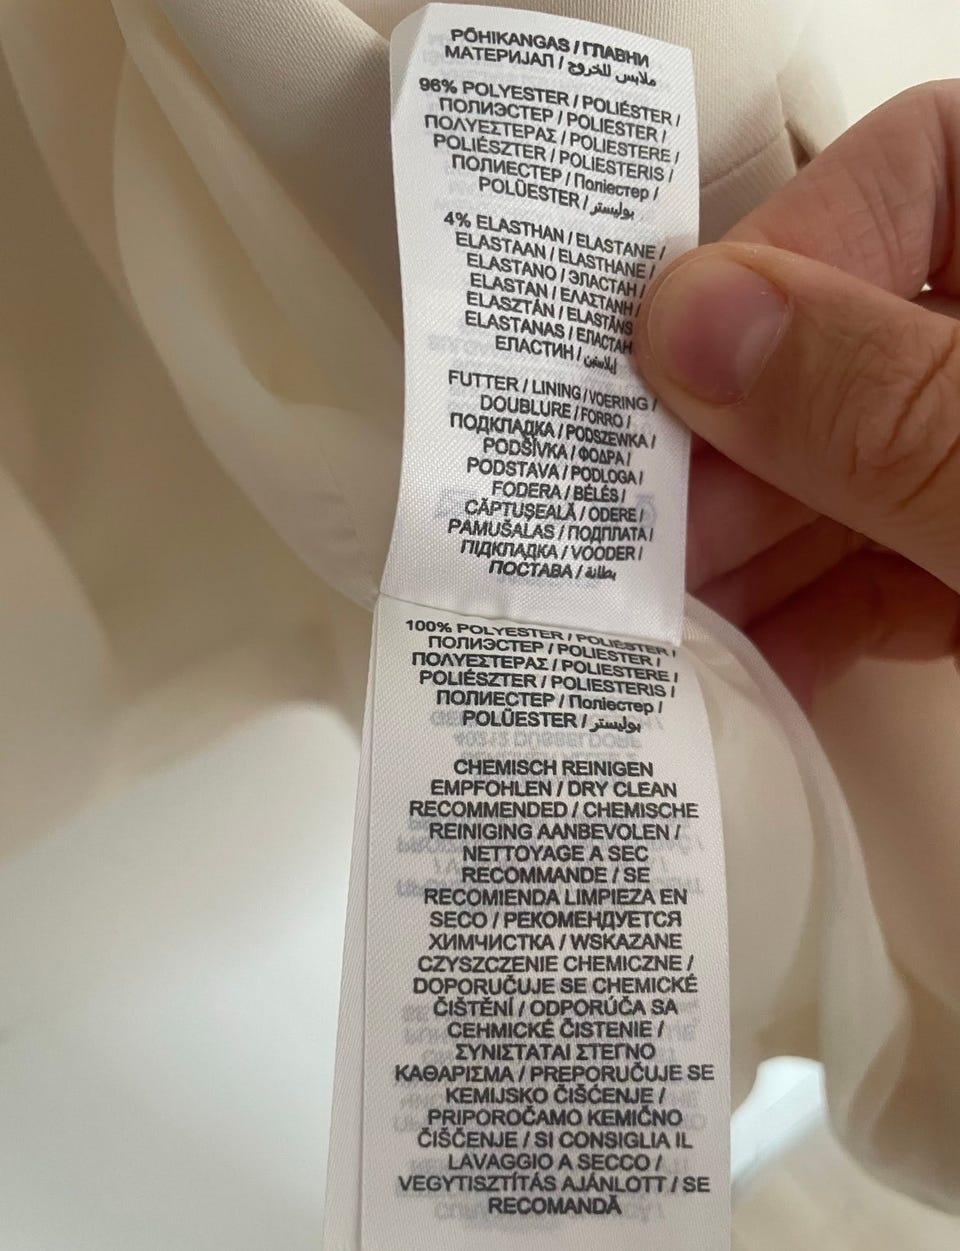 PÕHIKANGAS / ГЛАВНИ
МАТЕРИЈАЛ / ملابس للخروج
96% POLYESTER / POLIÉSTER /
ПОЛИЭСТЕР / POLIESTER /
ΠΟΛΥΕΣΤΕΡΑΣ / POLIESTERE /
POLIÉSZTER / POLIESTERIS /
ПОЛИЕСТЕР / Поліестер /
POLÜESTER / بوليستر
4% ELASTHAN / ELASTANE /
ELASTAAN / ELASTHANE /
ELASTANO / ЭЛАСТАН /
ELASTAN / ΕΛΑΣΤΑΝΗ /
ELASZTÁN / ELASTĀNS
ELASTANAS / ЕЛАСТАН
ЕЛАСТИН / إيلاستين
FUTTER / LINING / VOERING /
DOUBLURE / FORRO /
ПОДКЛАДКА / PODSZEWKA /
PODŠÍVKA / ΦΟΔΡΑ /
PODSTAVA / PODLOGA /
FODERA / BÉLÉS /
CĂPTUȘEALĂ / ODERE /
PAMUŠALAS / ПОДПЛАТА /
ПІДКЛАДКА / VOODER /
ПОСТАВА / بطانة
100% POLYESTER / POLIÉSTER /
ПОЛИЭСТЕР / POLIESTER /
ΠΟΛΥΕΣΤΕΡΑΣ / POLIESTERE /
POLIÉSZTER / POLIESTERIS /
ПОЛИЕСТЕР / Поліестер /
POLÜESTER / بوليستر
CHEMISCH REINIGEN
EMPFOHLEN / DRY CLEAN
RECOMMENDED / CHEMISCHE
REINIGING AANBEVOLEN /
NETTOYAGE A SEC
RECOMMANDE / SE
RECOMIENDA LIMPIEZA EN
SECO / РЕКОМЕНДУЕТСЯ
ХИМЧИСТКА / WSKAZANE
CZYSZCZENIE CHEMICZNE /
DOPORUČUJE SE CHEMICKÉ
ČIŠTĚNÍ / ODPORÚČA SA
CEHMICKÉ ČISTENIE /
ΣΥΝΙΣΤΑΤΑΙ ΣΤΕΓΝΟ
ΚΑΘΑΡΙΣΜΑ / PREPORUČUJE SE
KEMIJSKO ČIŠĆENJE /
PRIPOROČAMO KEMIČNO
ČIŠČENJE / SI CONSIGLIA IL
LAVAGGIO A SECCO /
VEGYTISZTÍTÁS AJÁNLOTT / SE
RECOMANDĂ